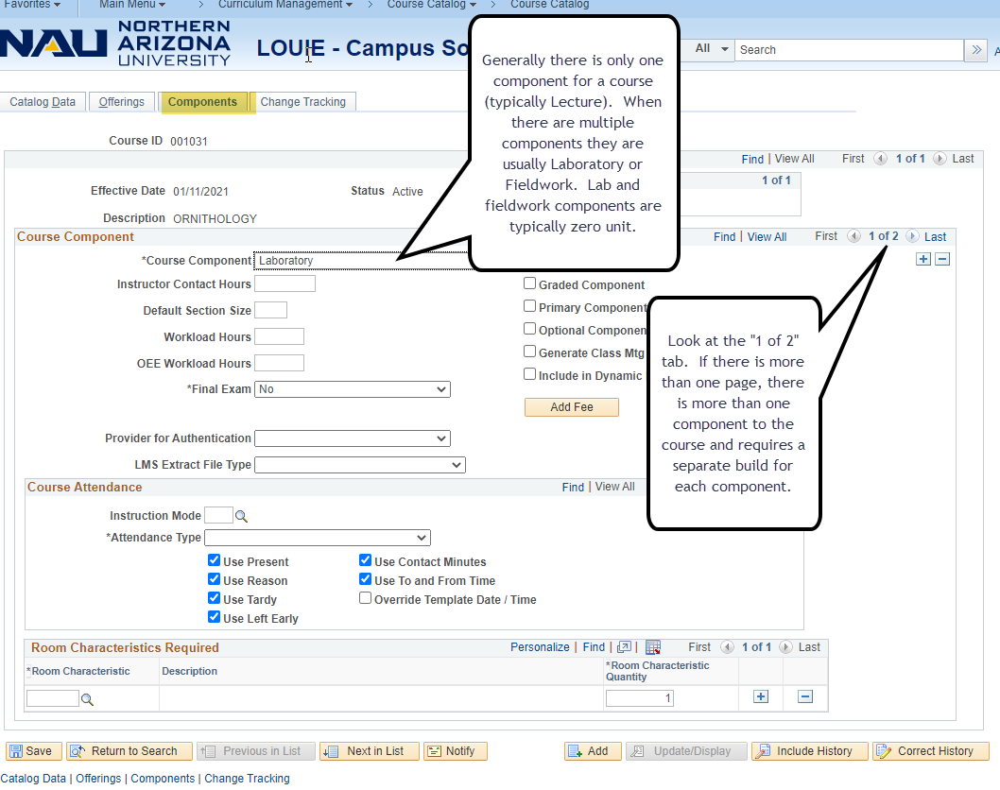 Favorites Main Menu > Curriculum Management > Course Catalog > Course Catalog
NAU NORTHERN
ARIZONA
UNIVERSITY
LOUIE - Campus So
All Search
Catalog Data Offerings Components Change Tracking
Course ID 001031
Find | View All First 1 of 1 Last
1 of 1
Effective Date 01/11/2021 Status Active
Description ORNITHOLOGY
Generally there is only one
component for a course
(typically Lecture). When
there are multiple
components they are
usually Laboratory or
Fieldwork. Lab and
fieldwork components are
typically zero unit.
Course Component Find | View All First 1 of 2 Last
*Course Component Laboratory
Instructor Contact Hours
Default Section Size
Workload Hours
OEE Workload Hours
*Final Exam No
Graded Component
Primary Component
Optional Componen
Generate Class Mtg
Include in Dynamic
Add Fee
Look at the "1 of 2"
tab. If there is more
than one page, there
is more than one
component to the
course and requires a
separate build for
each component.
Provider for Authentication
LMS Extract File Type
Course Attendance Find | View All
Instruction Mode
*Attendance Type
Use Present Use Contact Minutes
Use Reason Use To and From Time
Use Tardy Override Template Date / Time
Use Left Early
Room Characteristics Required Personalize | Find | | First 1 of 1 Last
*Room Characteristic Description *Room Characteristic
Quantity
1
Save Return to Search Previous in List Next in List Notify Add Update/Display Include History Correct History
Catalog Data | Offerings | Components | Change Tracking